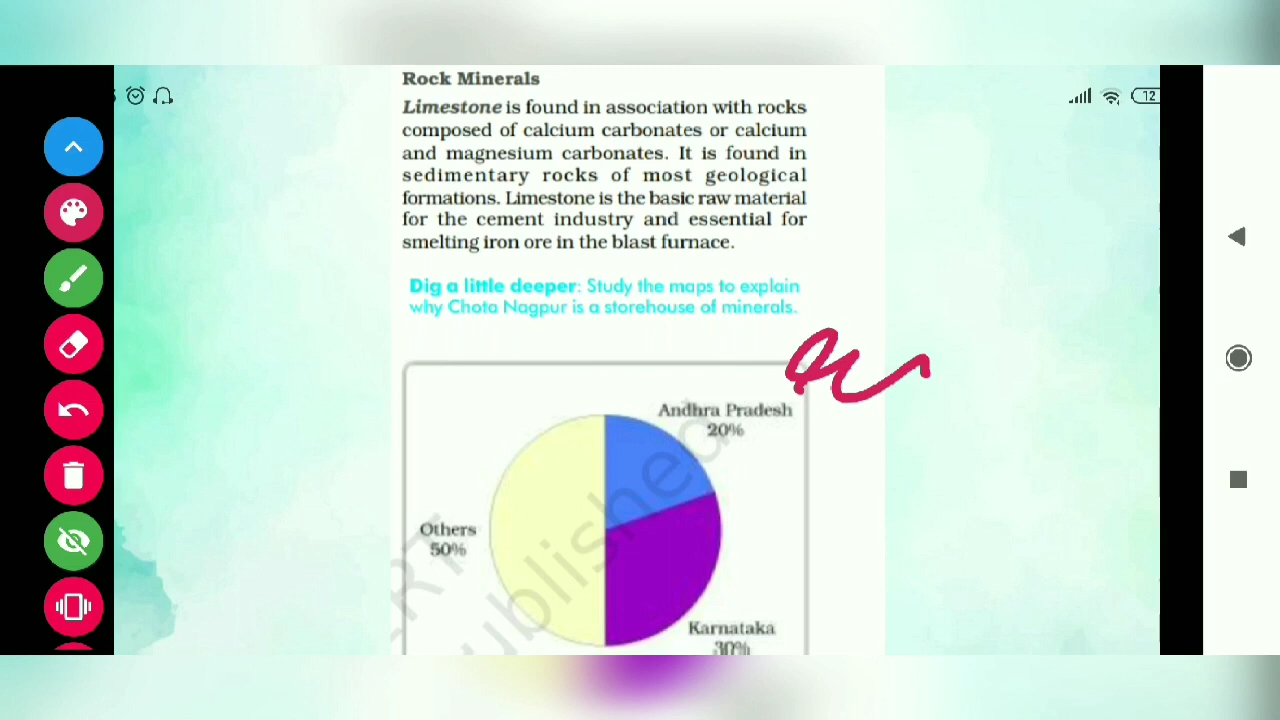 12
Rock Minerals
Limestone is found in association with rocks
composed of calcium carbonates or calcium
and magnesium carbonates. It is found in
sedimentary rocks of most geological
formations. Limestone is the basic raw material
for the cement industry and essential for
smelting iron ore in the blast furnace.
Dig a little deeper: Study the maps to explain
why Chota Nagpur is a storehouse of minerals.
Andhra Pradesh
20%
Others
50%
Karnataka
30%